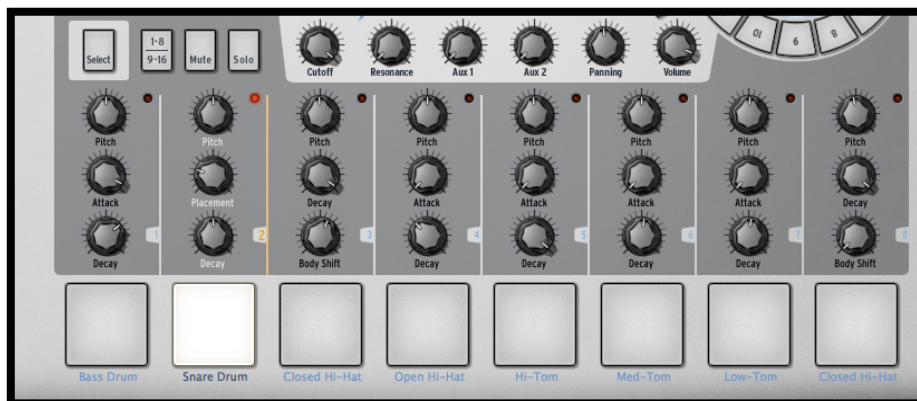 10 9 8
Select 1-8 Mute Solo
9-16
Cutoff Resonance Aux 1 Aux 2 Panning Volume
Pitch Pitch Pitch Pitch Pitch Pitch Pitch Pitch
Attack Placement Decay Attack Attack Attack Attack Decay
1 2 3 4 5 6 7 8
Decay Decay Body Shift Decay Decay Decay Decay Body Shift
Bass Drum Snare Drum Closed Hi-Hat Open Hi-Hat Hi-Tom Med-Tom Low-Tom Closed Hi-Hat